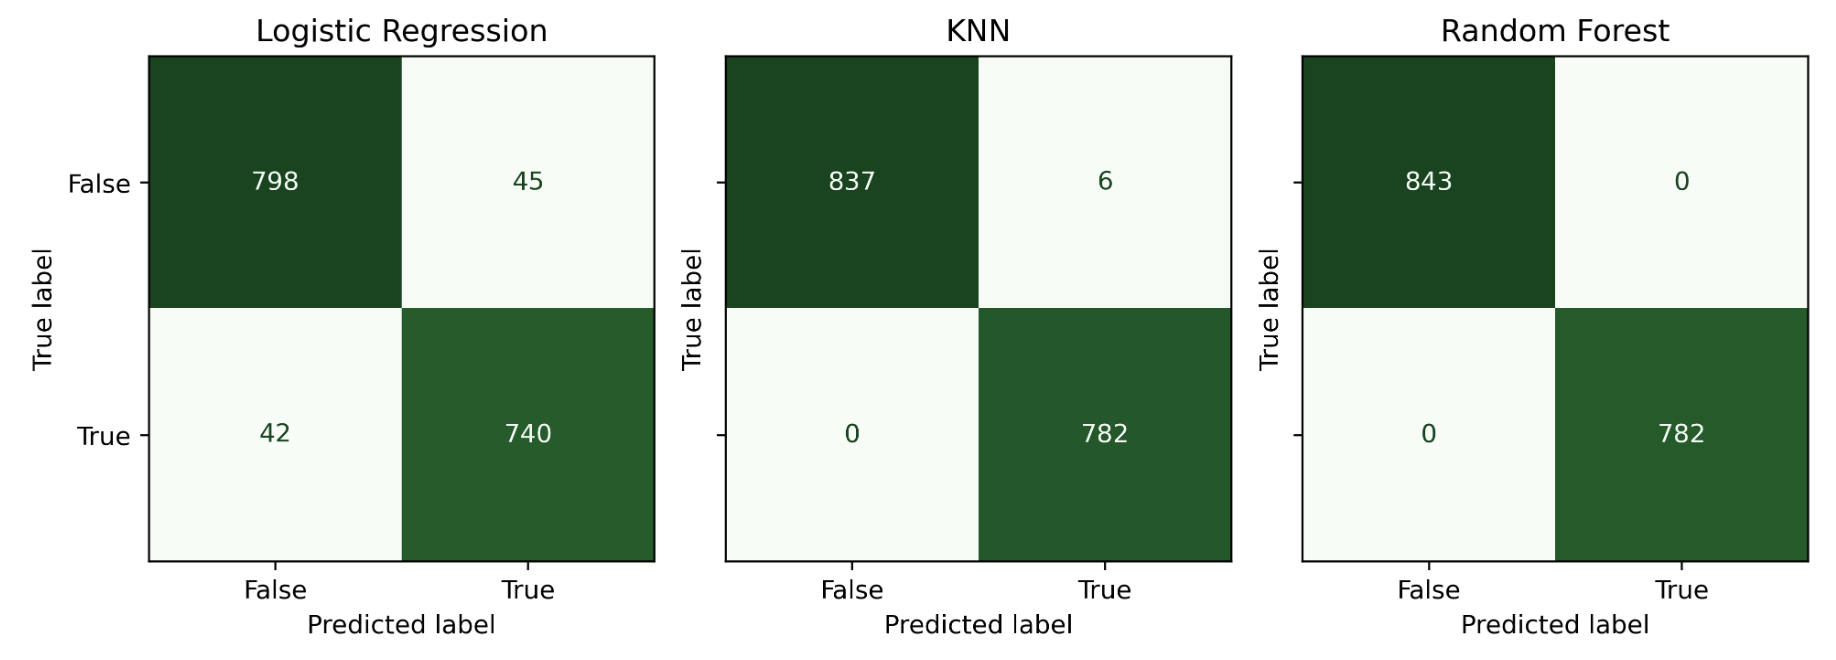 Logistic Regression
True label
False
True
798
45
42
740
False
True
Predicted label
KNN
True label
837
6
0
782
False
True
Predicted label
Random Forest
True label
843
0
0
782
False
True
Predicted label